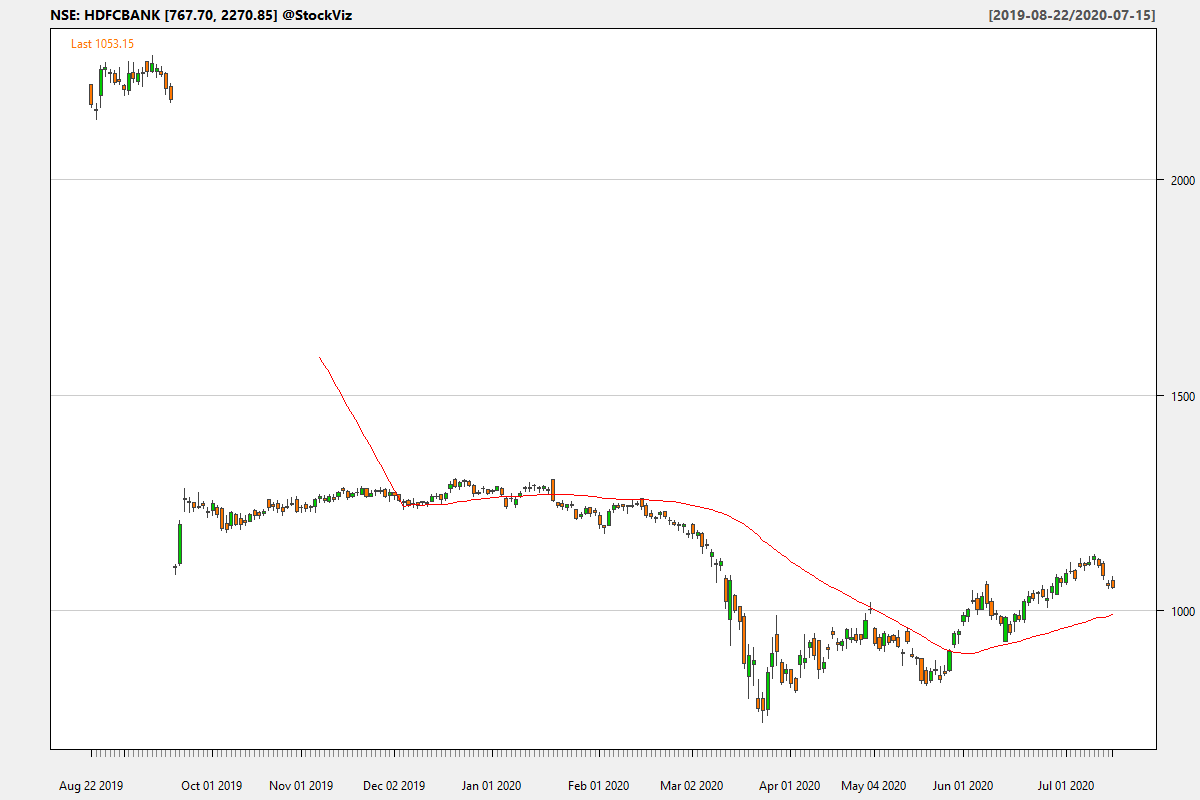 NSE: HDFCBANK [767.70, 2270.85] @StockViz
[2019-08-22/2020-07-15]
Last 1053.15
2000
1500
1000
Aug 22 2019 Oct 01 2019 Nov 01 2019 Dec 02 2019 Jan 01 2020 Feb 01 2020 Mar 02 2020 Apr 01 2020 May 04 2020 Jun 01 2020 Jul 01 2020